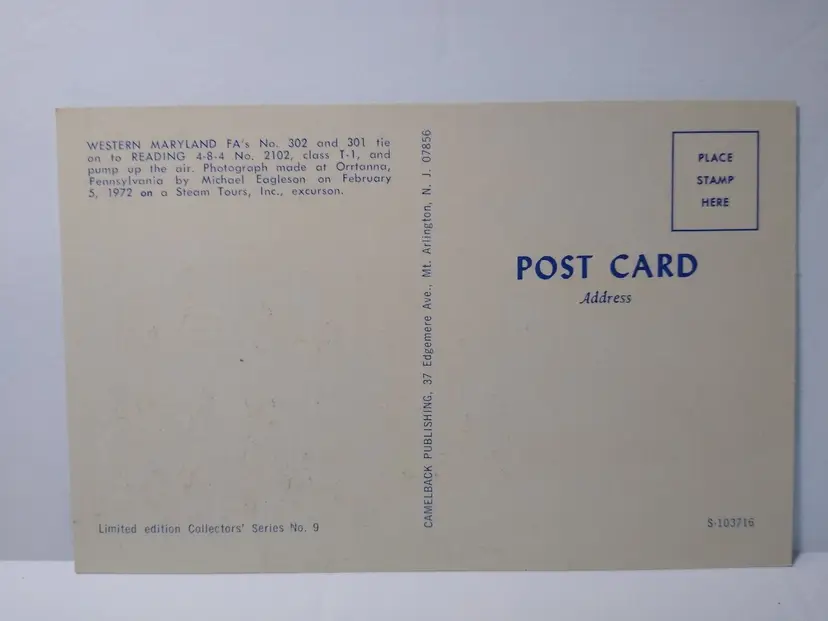 WESTERN MARYLAND FA's No. 302 and 301 tie
on to READING 4-8-4 No. 2102, class T-1, and
pump up the air. Photograph made at Orrtanna,
Pennsylvania by Michael Eagleson on February
5, 1972 on a Steam Tours, Inc., excurson.
Limited edition Collectors' Series No. 9
CAMELBACK PUBLISHING, 37 Edgemere Ave., Mt. Arlington, N. J. 07856
PLACE
STAMP
HERE
POST CARD
Address
S-103716